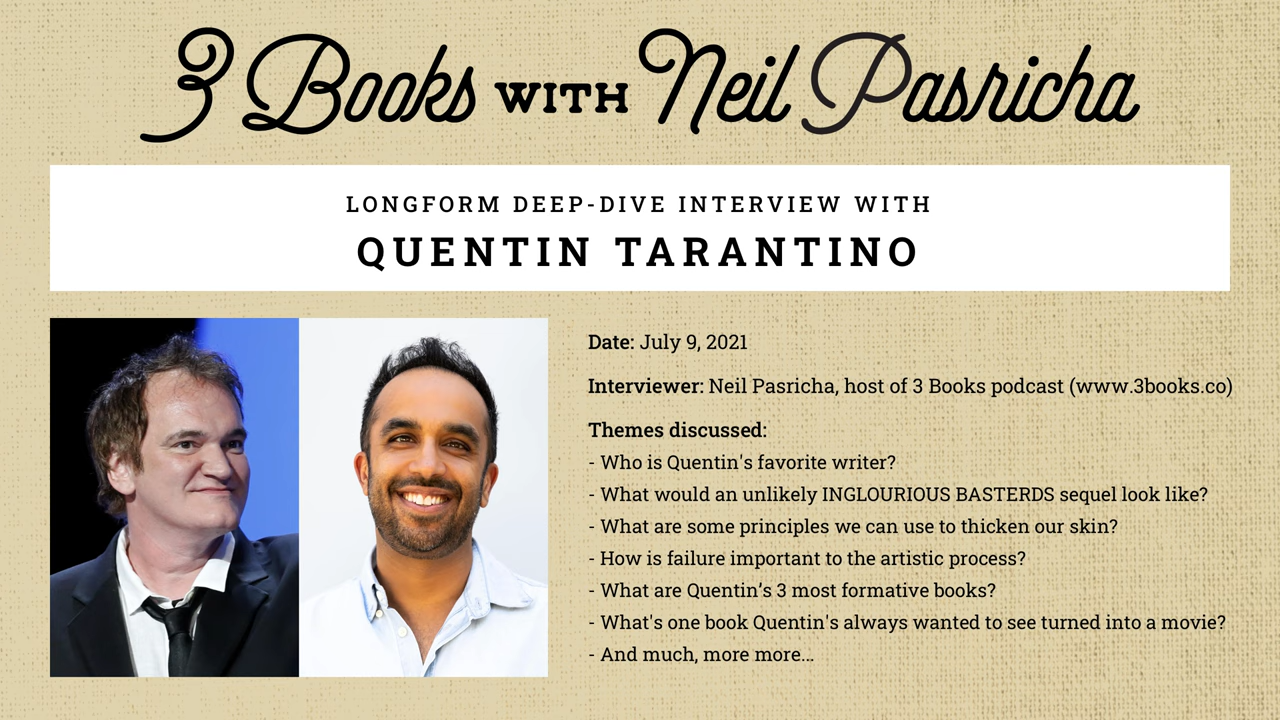 3 Books WITH Neil Pasricha
LONGFORM DEEP-DIVE INTERVIEW WITH
QUENTIN TARANTINO
Date: July 9, 2021
Interviewer: Neil Pasricha, host of 3 Books podcast (www.3books.co)
Themes discussed:
- Who is Quentin's favorite writer?
- What would an unlikely INGLOURIOUS BASTERDS sequel look like?
- What are some principles we can use to thicken our skin?
- How is failure important to the artistic process?
- What are Quentin’s 3 most formative books?
- What's one book Quentin's always wanted to see turned into a movie?
- And much, more more...